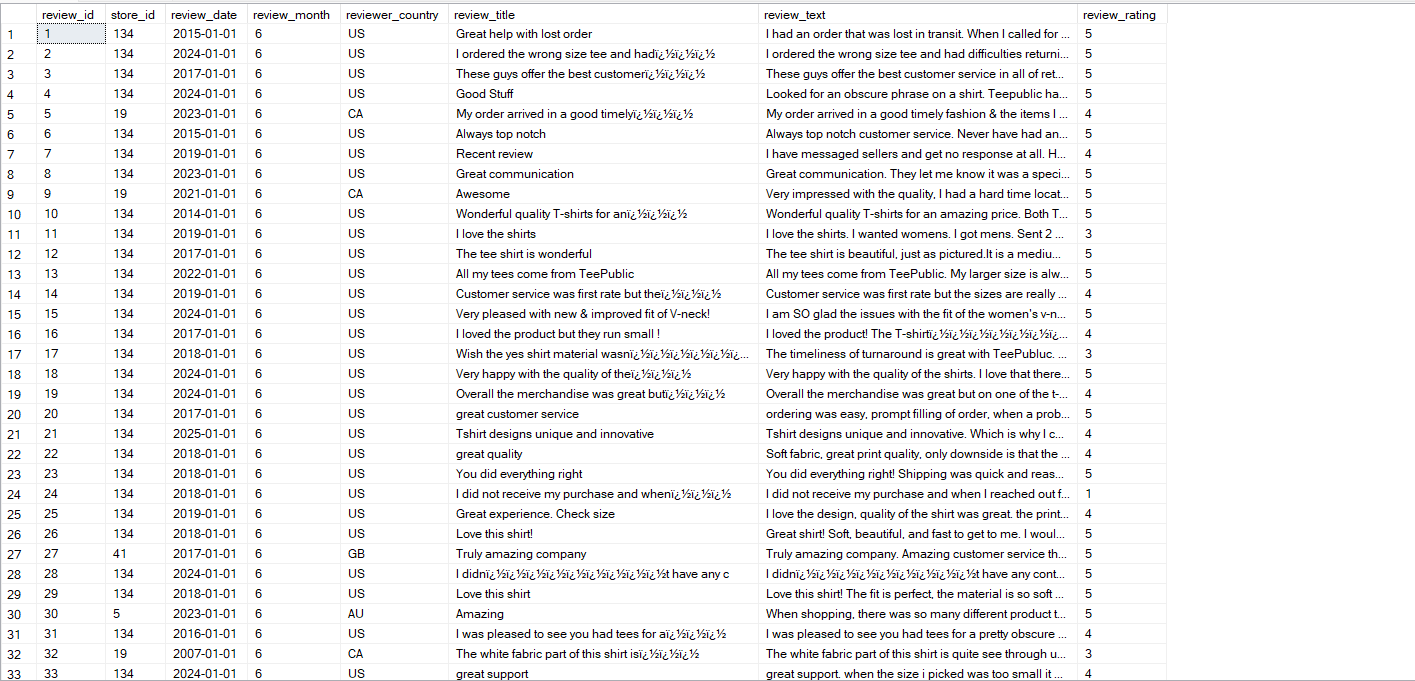 review_id store_id review_date review_month reviewer_country review_title review_text review_rating
1 1 134 2015-01-01 6 US Great help with lost order I had an order that was lost in transit. When I called for ... 5
2 2 134 2024-01-01 6 US I ordered the wrong size tee and hadï¿½ï¿½ï¿½ I ordered the wrong size tee and had difficulties returni... 5
3 3 134 2017-01-01 6 US These guys offer the best customerï¿½ï¿½ï¿½ These guys offer the best customer service in all of ret... 5
4 4 134 2024-01-01 6 US Good Stuff Looked for an obscure phrase on a shirt. Teepublic ha... 5
5 5 19 2023-01-01 6 CA My order arrived in a good timelyï¿½ï¿½ï¿½ My order arrived in a good timely fashion & the items I ... 4
6 6 134 2015-01-01 6 US Always top notch Always top notch customer service. Never have had an... 5
7 7 134 2019-01-01 6 US Recent review I have messaged sellers and get no response at all. H... 4
8 8 134 2023-01-01 6 US Great communication Great communication. They let me know it was a speci... 5
9 9 19 2021-01-01 6 CA Awesome Very impressed with the quality, I had a hard time locat... 5
10 10 134 2014-01-01 6 US Wonderful quality T-shirts for anï¿½ï¿½ï¿½ Wonderful quality T-shirts for an amazing price. Both T... 5
11 11 134 2019-01-01 6 US I love the shirts I love the shirts. I wanted womens. I got mens. Sent 2 ... 3
12 12 134 2017-01-01 6 US The tee shirt is wonderful The tee shirt is beautiful, just as pictured.It is a mediu... 5
13 13 134 2022-01-01 6 US All my tees come from TeePublic All my tees come from TeePublic. My larger size is alw... 5
14 14 134 2019-01-01 6 US Customer service was first rate but theï¿½ï¿½ï¿½ Customer service was first rate but the sizes are really ... 4
15 15 134 2024-01-01 6 US Very pleased with new & improved fit of V-neck! I am SO glad the issues with the fit of the women's v-n... 5
16 16 134 2017-01-01 6 US I loved the product but they run small ! I loved the product! The T-shirtï¿½ï¿½ï¿½ï¿½ï¿½ï¿½ï¿... 4
17 17 134 2018-01-01 6 US Wish the yes shirt material wasnï¿½ï¿½ï¿½ï¿½ï¿½ï¿... The timeliness of turnaround is great with TeePubluc. ... 3
18 18 134 2024-01-01 6 US Very happy with the quality of theï¿½ï¿½ï¿½ Very happy with the quality of the shirts. I love that there... 5
19 19 134 2024-01-01 6 US Overall the merchandise was great butï¿½ï¿½ï¿½ Overall the merchandise was great but on one of the t-... 4
20 20 134 2017-01-01 6 US great customer service ordering was easy, prompt filling of order, when a prob... 5
21 21 134 2025-01-01 6 US Tshirt designs unique and innovative Tshirt designs unique and innovative. Which is why I c... 4
22 22 134 2018-01-01 6 US great quality Soft fabric, great print quality, only downside is that the ... 4
23 23 134 2018-01-01 6 US You did everything right You did everything right! Shipping was quick and reas... 5
24 24 134 2018-01-01 6 US I did not receive my purchase and whenï¿½ï¿½ï¿½ I did not receive my purchase and when I reached out f... 1
25 25 134 2019-01-01 6 US Great experience. Check size I love the design, quality of the shirt was great. the print... 4
26 26 134 2018-01-01 6 US Love this shirt! Great shirt! Soft, beautiful, and fast to get to me. I woul... 5
27 27 41 2017-01-01 6 GB Truly amazing company Truly amazing company. Amazing customer service th... 5
28 28 134 2024-01-01 6 US I didnï¿½ï¿½ï¿½ï¿½ï¿½ï¿½ï¿½ï¿½ï¿½t have any c I didnï¿½ï¿½ï¿½ï¿½ï¿½ï¿½ï¿½ï¿½ï¿½t have any cont... 5
29 29 134 2018-01-01 6 US Love this shirt Love this shirt! The fit is perfect, the material is so soft ... 5
30 30 5 2023-01-01 6 AU Amazing When shopping, there was so many different product t... 5
31 31 134 2016-01-01 6 US I was pleased to see you had tees for aï¿½ï¿½ï¿½ I was pleased to see you had tees for a pretty obscure ... 4
32 32 19 2007-01-01 6 CA The white fabric part of this shirt isï¿½ï¿½ï¿½ The white fabric part of this shirt is quite see through u... 3
33 33 134 2024-01-01 6 US great support great support. when the size i picked was too small it ... 4